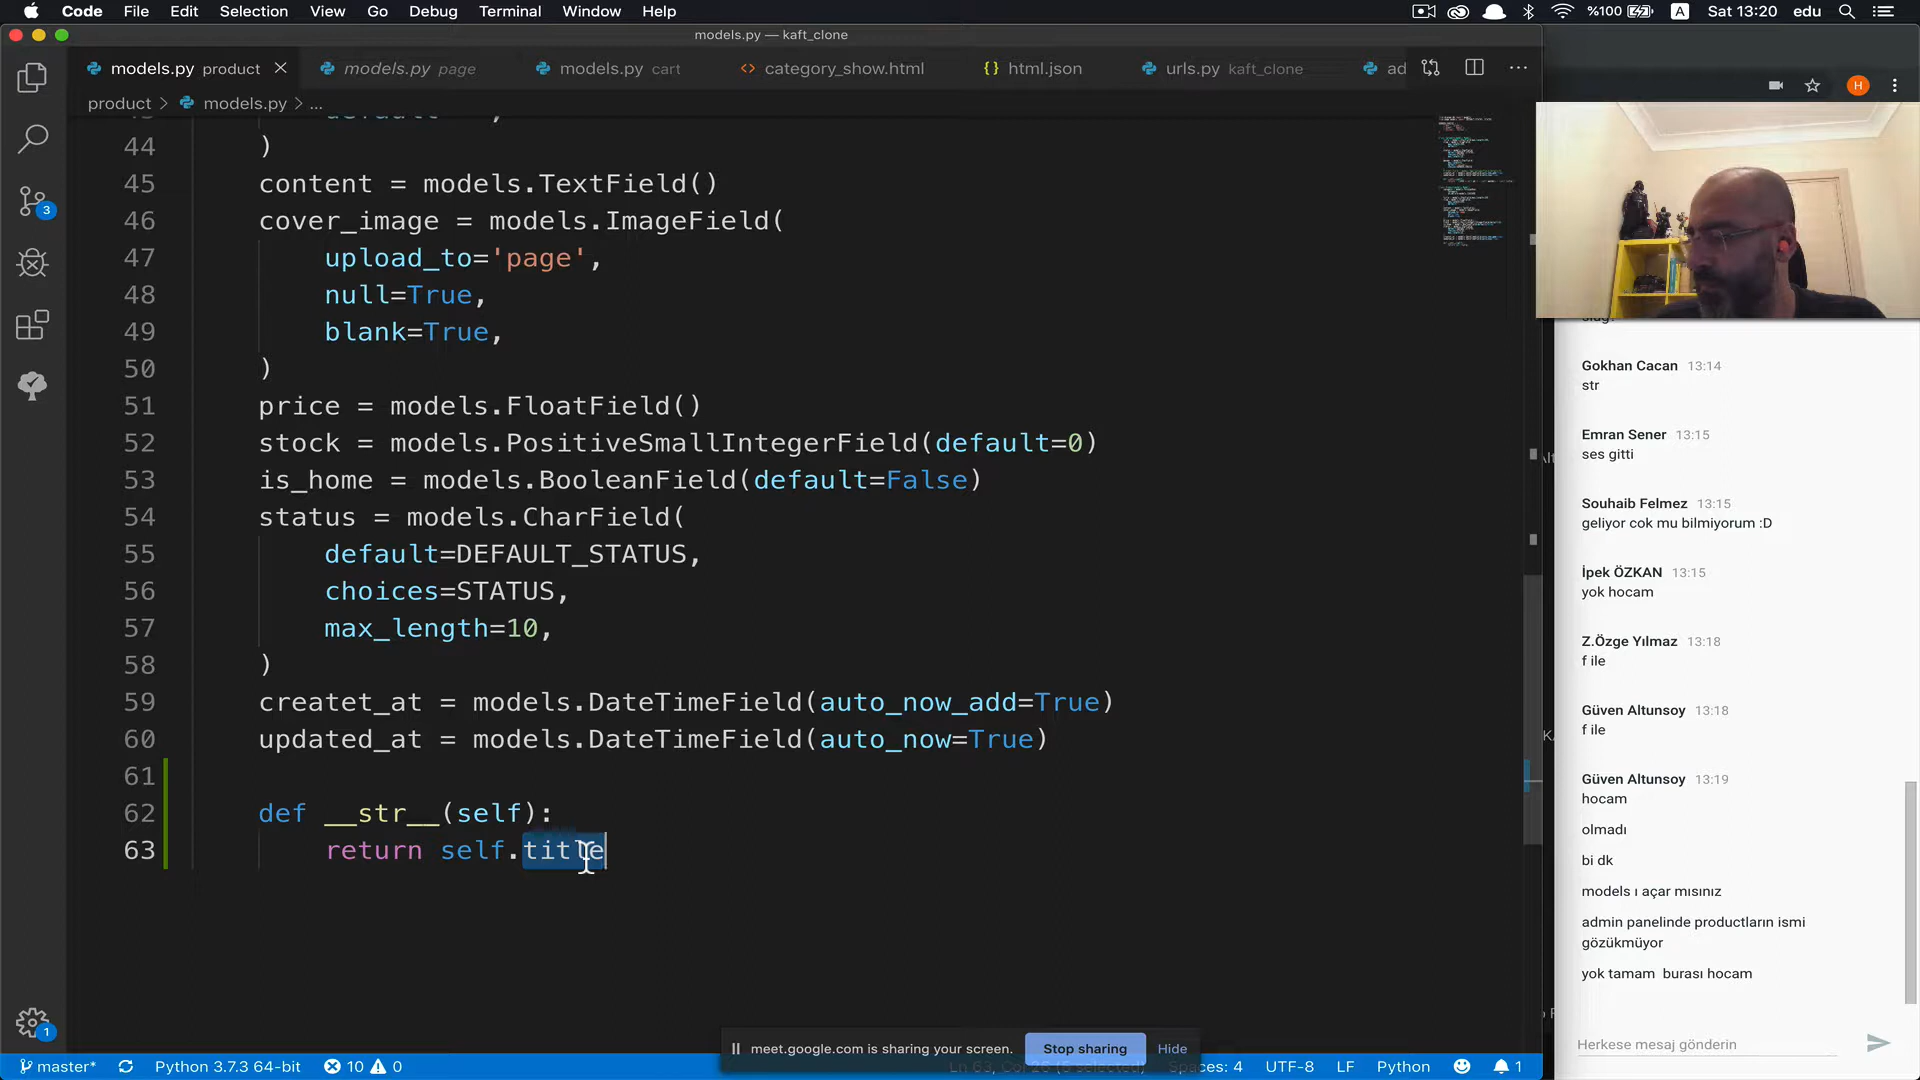 Code File Edit Selection View Go Debug Terminal Window Help %100 A Sat 13:20 edu
models.py — kaft_clone
models.py product models.py page models.py cart <> category_show.html {} html.json urls.py kaft_clone ad ...
product > models.py > ...
H
44 )
45 content = models.TextField()
46 cover_image = models.ImageField(
47 upload_to='page',
48 null=True,
49 blank=True,
50 )
51 price = models.FloatField()
52 stock = models.PositiveSmallIntegerField(default=0)
53 is_home = models.BooleanField(default=False)
54 status = models.CharField(
55 default=DEFAULT_STATUS,
56 choices=STATUS,
57 max_length=10,
58 )
59 createt_at = models.DateTimeField(auto_now_add=True)
60 updated_at = models.DateTimeField(auto_now=True)
61
62 def __str__(self):
63 return self.title
3
1
Gokhan Cacan 13:14
str
Emran Sener 13:15
ses gitti
Souhaib Felmez 13:15
geliyor cok mu bilmiyorum :D
İpek ÖZKAN 13:15
yok hocam
Z.Özge Yılmaz 13:18
f ile
Güven Altunsoy 13:18
f ile
Güven Altunsoy 13:19
hocam
olmadı
bi dk
models ı açar mısınız
admin panelinde productların ismi
gözükmüyor
yok tamam burası hocam
Herkese mesaj gönderin
meet.google.com is sharing your screen. Stop sharing Hide
master* Python 3.7.3 64-bit 10 0 Spaces: 4 UTF-8 LF Python 1